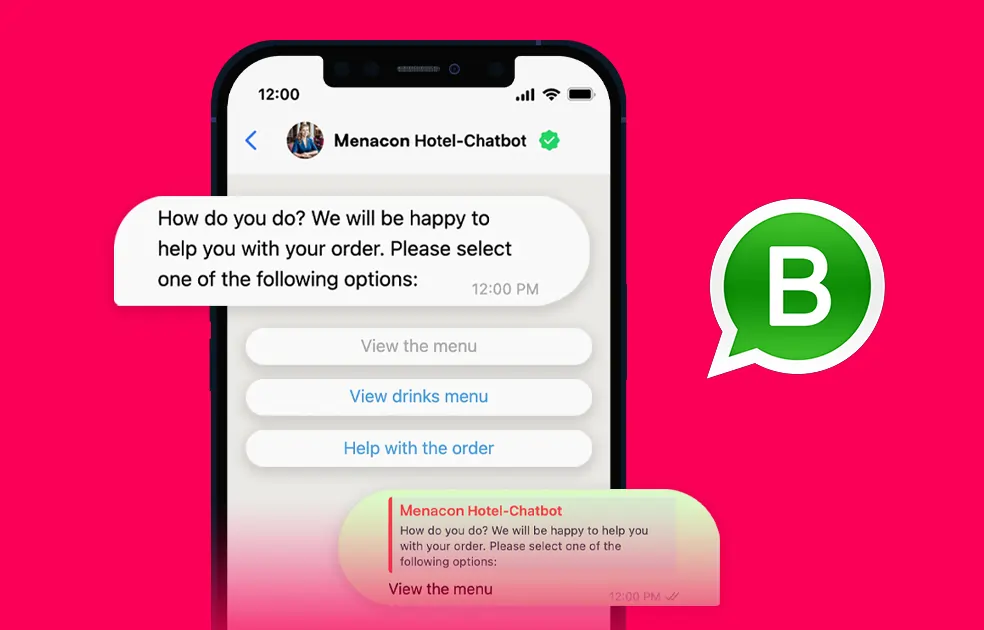 12:00
Menacon Hotel-Chatbot
How do you do? We will be happy to
help you with your order. Please select
one of the following options:
12:00 PM
View the menu
View drinks menu
Help with the order
Menacon Hotel-Chatbot
How do you do? We will be happy to help you
with your order. Please select one of the
following options:
View the menu
12:00 PM
B